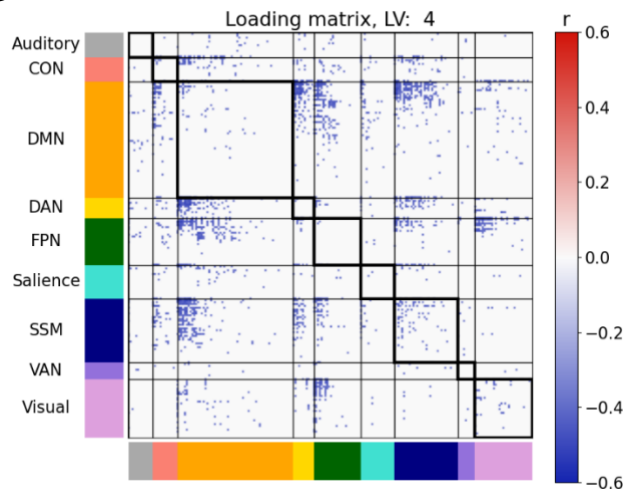 Loading matrix, LV: 4
r
Auditory
CON
DMN
DAN
FPN
Salience
SSM
VAN
Visual
0.6
0.4
0.2
0.0
−0.2
−0.4
−0.6